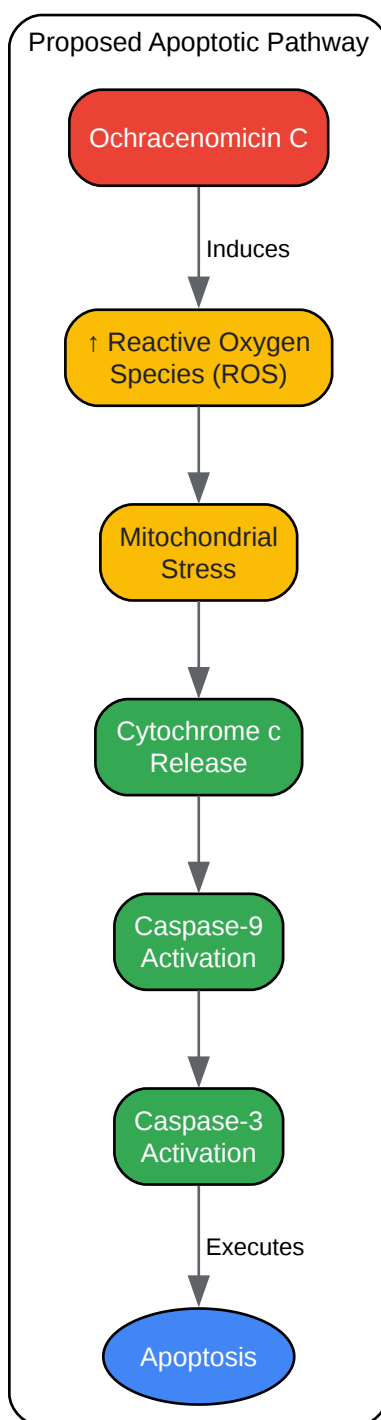 Proposed Apoptotic Pathway
Ochracenomicin C
Induces
↑ Reactive Oxygen
Species (ROS)
Mitochondrial
Stress
Cytochrome c
Release
Caspase-9
Activation
Caspase-3
Activation
Executes
Apoptosis